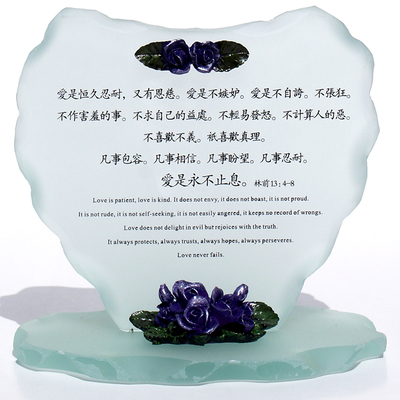 愛是恒久忍耐，又有恩慈。愛是不嫉妒。愛是不自誇。不張狂。
不作害羞的事。不求自己的益處。不輕易發怒。不計算人的惡。
不喜歡不義。祇喜歡真理。
凡事包容。凡事相信。凡事盼望。凡事忍耐。
愛是永不止息。 林前13:4-8
Love is patient, love is kind. It does not envy, it does not boast, it is not proud.
It is not rude, it is not self-seeking, it is not easily angered, it keeps no record of wrongs.
Love does not delight in evil but rejoices with the truth.
It always protects, always trusts, always hopes, always perseveres.
Love never fails.